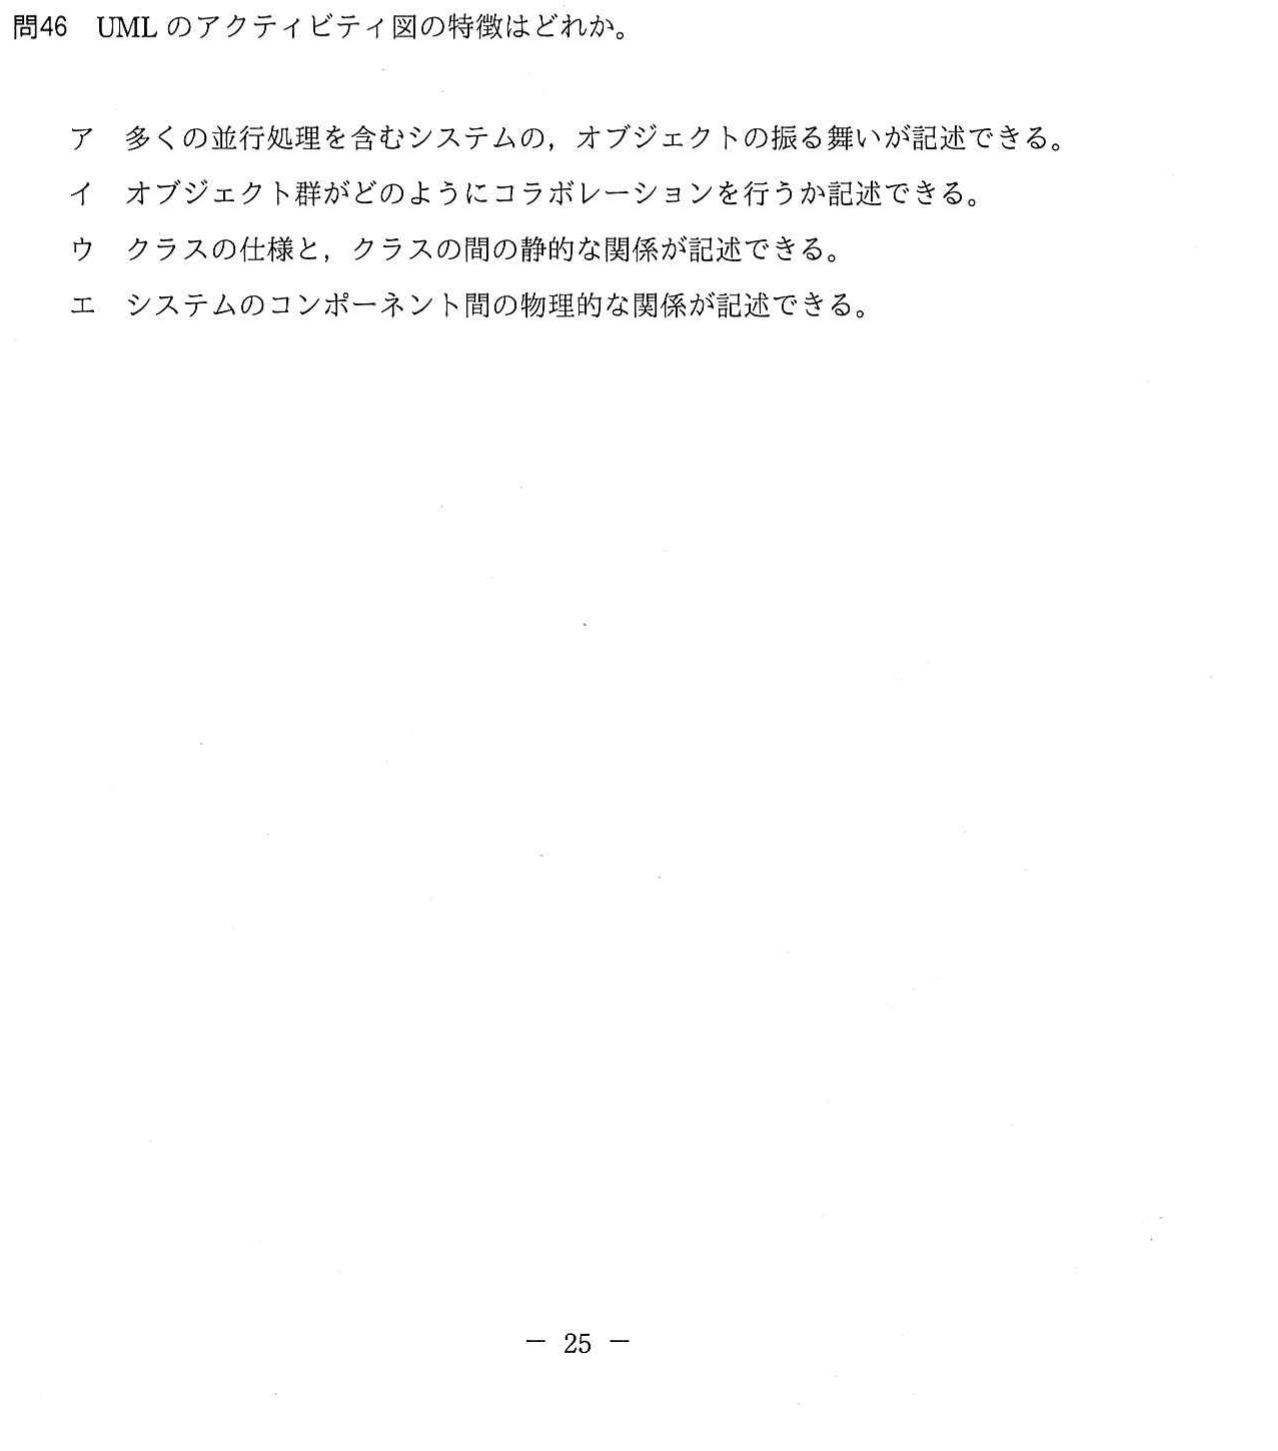 問46 UML のアクティビティ図の特徴はどれか。
ア 多くの並行処理を含むシステムの，オブジェクトの振る舞いが記述できる。
イ オブジェクト群がどのようにコラボレーションを行うか記述できる。
ウ クラスの仕様と，クラスの間の静的な関係が記述できる。
エ システムのコンポーネント間の物理的な関係が記述できる。
－ 25 －